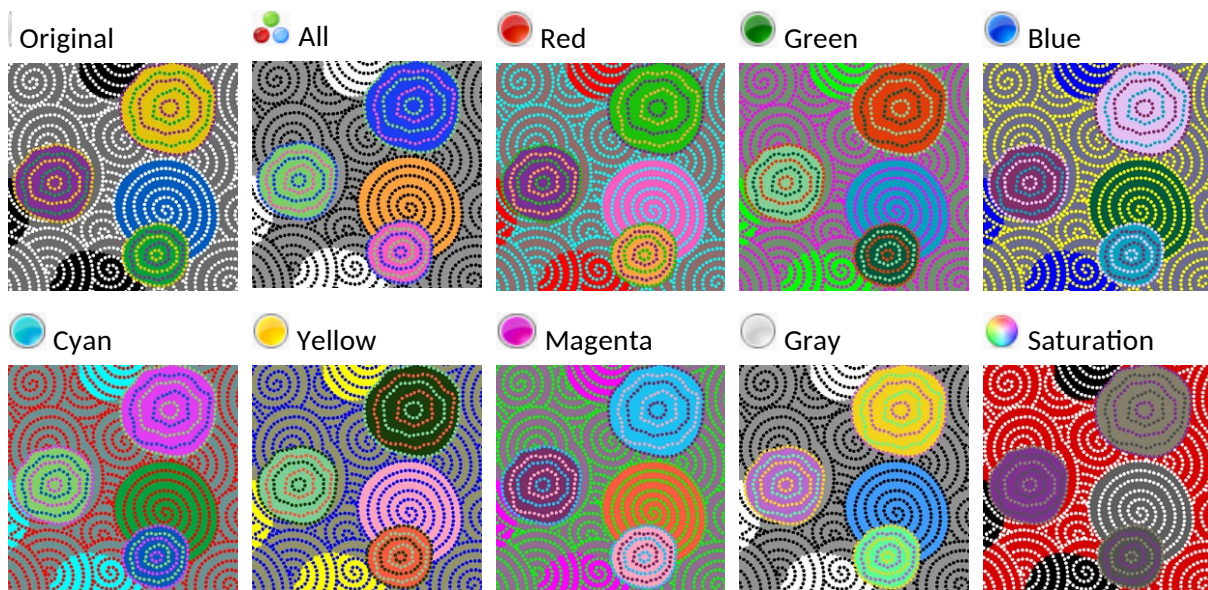 Original
All
Red
Green
Blue
Cyan
Yellow
Magenta
Gray
Saturation